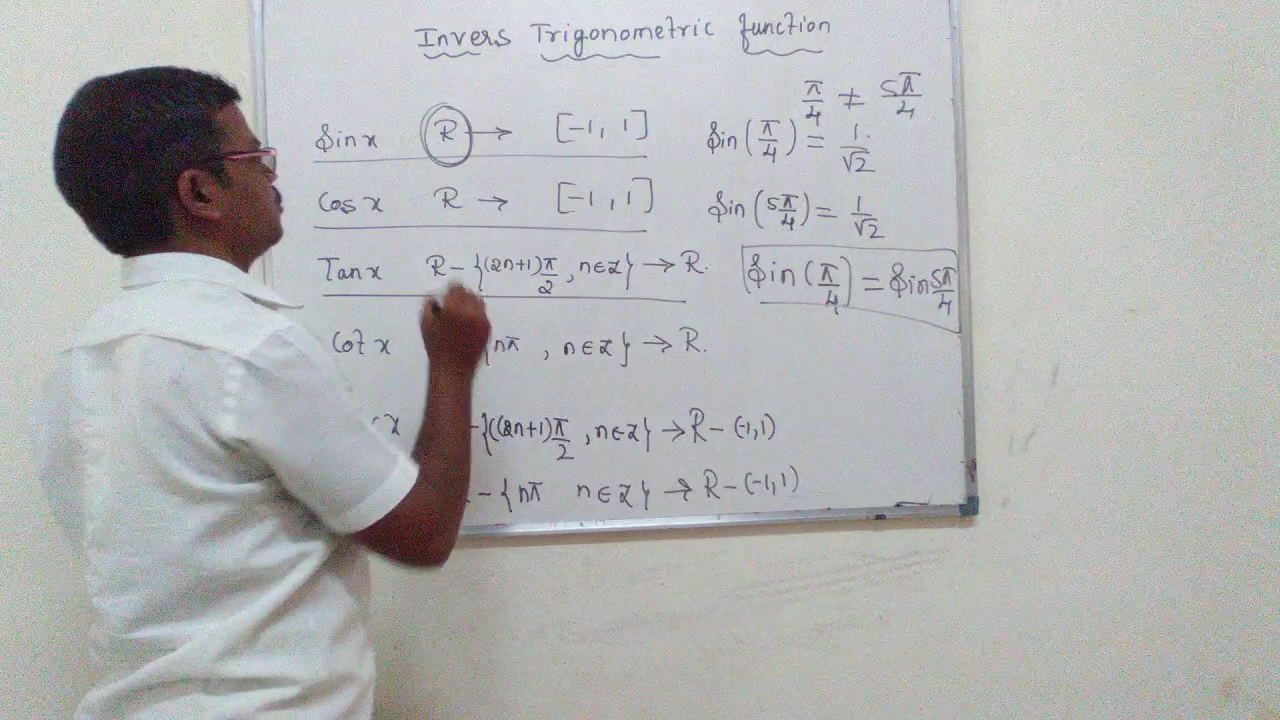 Invers Trigonometric function
Sin x R → [-1, 1]
Cos x R → [-1, 1]
Tan x R - {(2n+1)π/2, n∈z} → R.
Cot x {nπ , n∈z} → R.
c x -{((2n+1)π/2, n∈z} → R - (-1,1)
- {nπ n∈z} → R - (-1,1)
π/4 ≠ 5π/4
Sin(π/4) = 1/√2
Sin(5π/4) = 1/√2
Sin(π/4) = Sin 5π/4